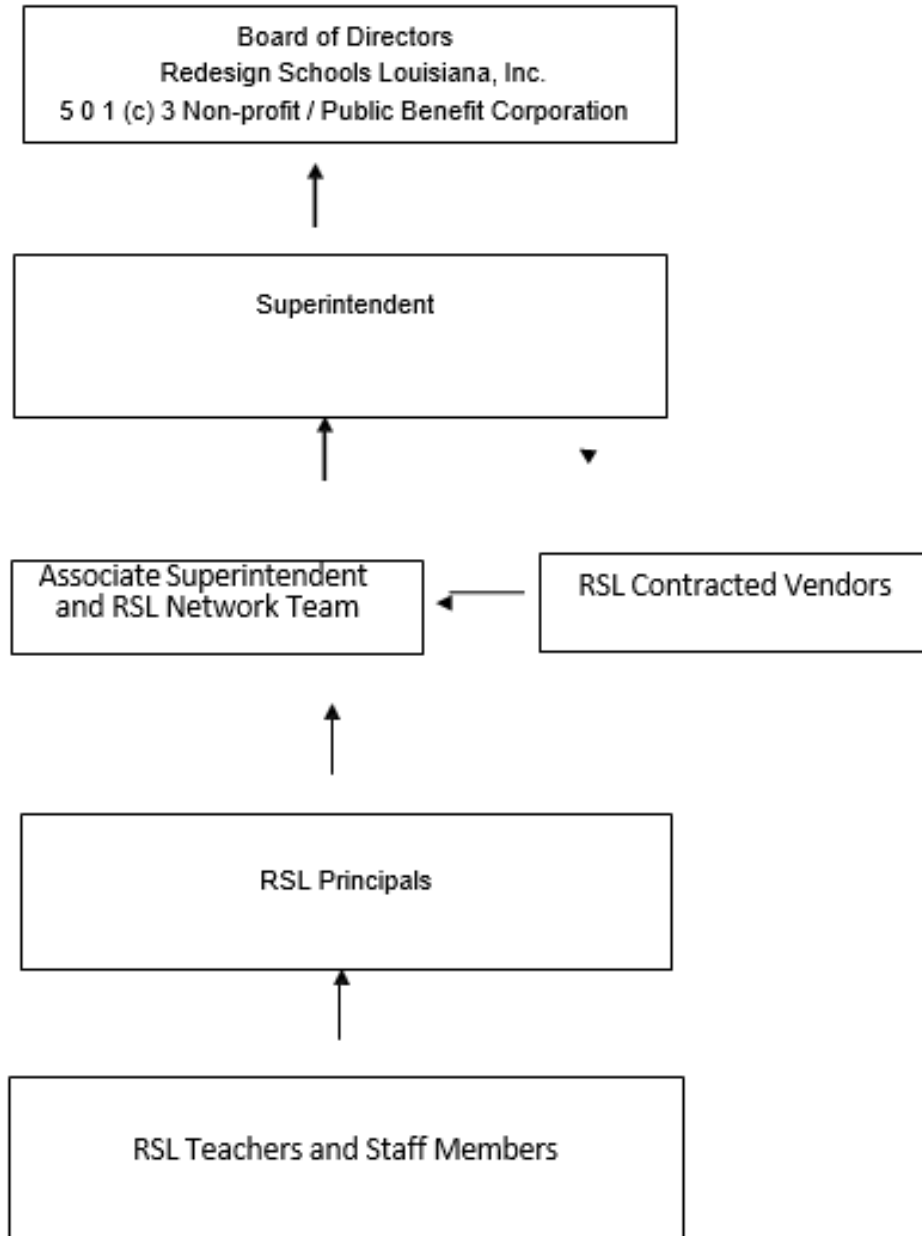 Board of Directors
Redesign Schools Louisiana, Inc.
5 0 1 (c) 3 Non-profit / Public Benefit Corporation
Superintendent
Associate Superintendent
and RSL Network Team
RSL Contracted Vendors
RSL Principals
RSL Teachers and Staff Members